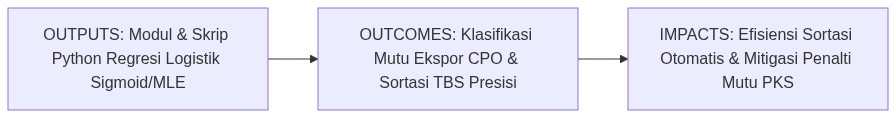 OUTPUTS: Modul & Skrip
Python Regresi Logistik
Sigmoid/MLE
OUTCOMES: Klasifikasi
Mutu Ekspor CPO &
Sortasi TBS Presisi
IMPACTS: Efisiensi Sortasi
Otomatis & Mitigasi Penalti
Mutu PKS